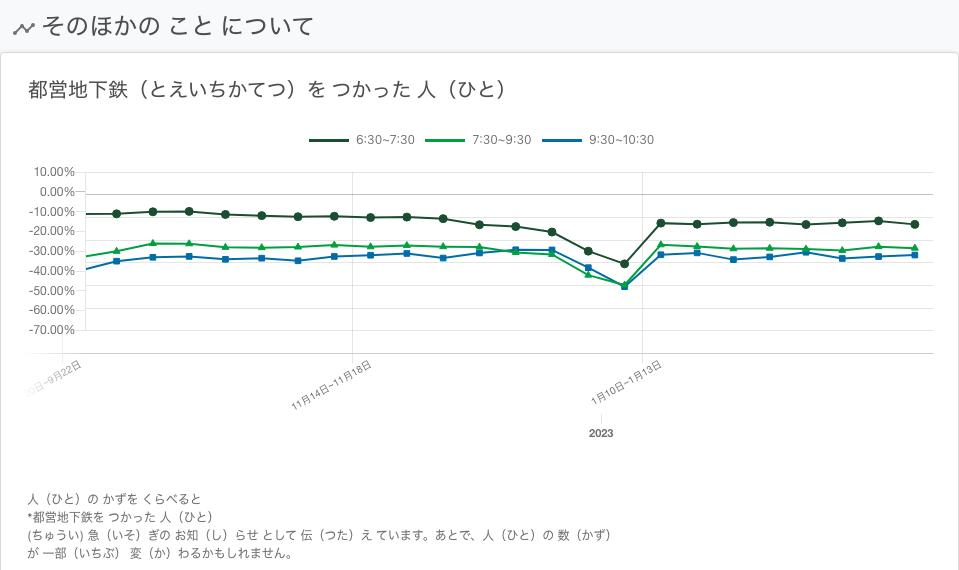 そのほかの こと について
都営地下鉄（とえいちかてつ）を つかった 人（ひと）
6:30~7:30 7:30~9:30 9:30~10:30
10.00%
0.00%
-10.00%
-20.00%
-30.00%
-40.00%
-50.00%
-60.00%
-70.00%
0日~9月22日 11月14日~11月18日 1月10日~1月13日
2023
人（ひと）の かずを くらべると
*都営地下鉄を つかった 人（ひと）
(ちゅうい) 急（いそ）ぎの お知（し）らせ として 伝（つた）え ています。あとで、人（ひと）の 数（かず）
が 一部（いちぶ） 変（か）わるかもしれません。